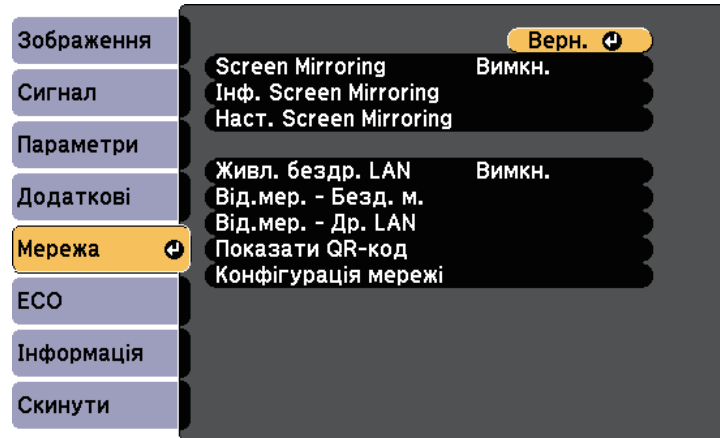 Зображення
Сигнал
Параметри
Додаткові
Мережа
ECO
Інформація
Скинути
Верн.
Screen Mirroring Вимкн.
Інф. Screen Mirroring
Наст. Screen Mirroring
Живл. бездр. LAN Вимкн.
Від.мер. - Безд. м.
Від.мер. - Др. LAN
Показати QR-код
Конфігурація мережі